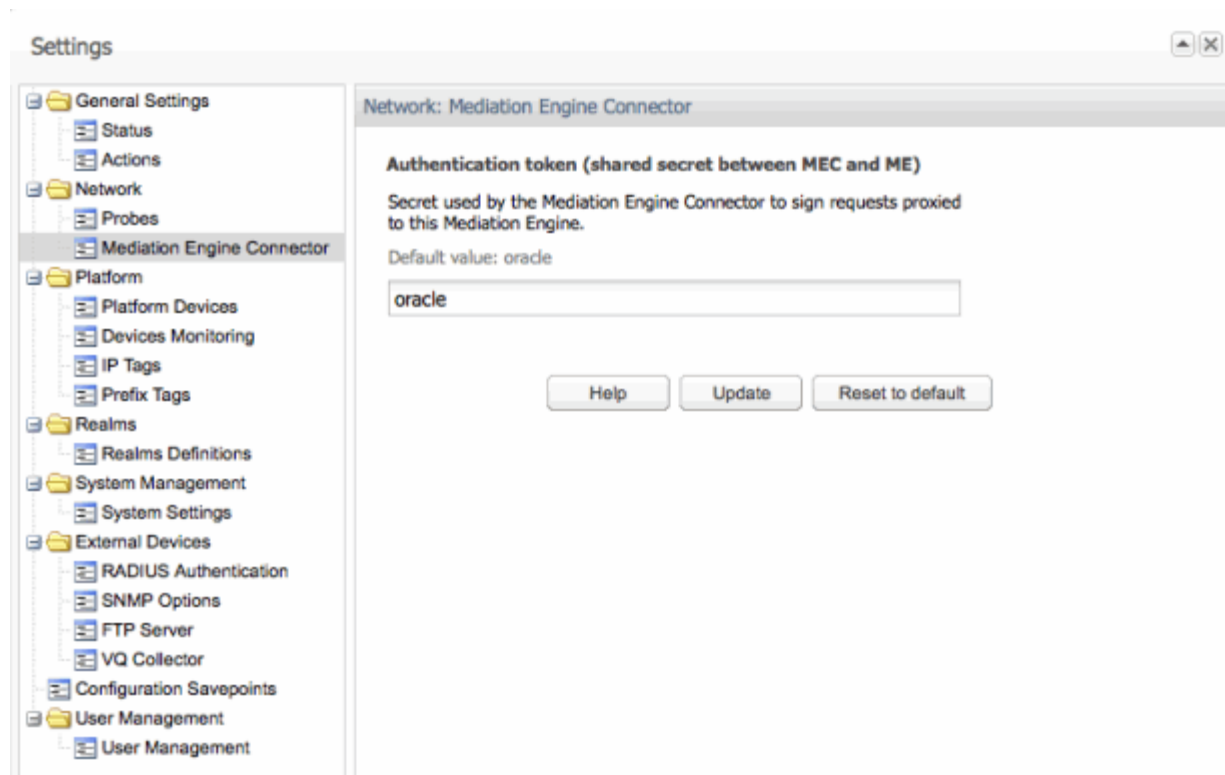 Settings
General Settings
Status
Actions
Network
Probes
Mediation Engine Connector
Platform
Platform Devices
Devices Monitoring
IP Tags
Prefix Tags
Realms
Realms Definitions
System Management
System Settings
External Devices
RADIUS Authentication
SNMP Options
FTP Server
VQ Collector
Configuration Savepoints
User Management
User Management
Network: Mediation Engine Connector
Authentication token (shared secret between MEC and ME)
Secret used by the Mediation Engine Connector to sign requests proxied
to this Mediation Engine.
Default value: oracle
oracle
Help
Update
Reset to default